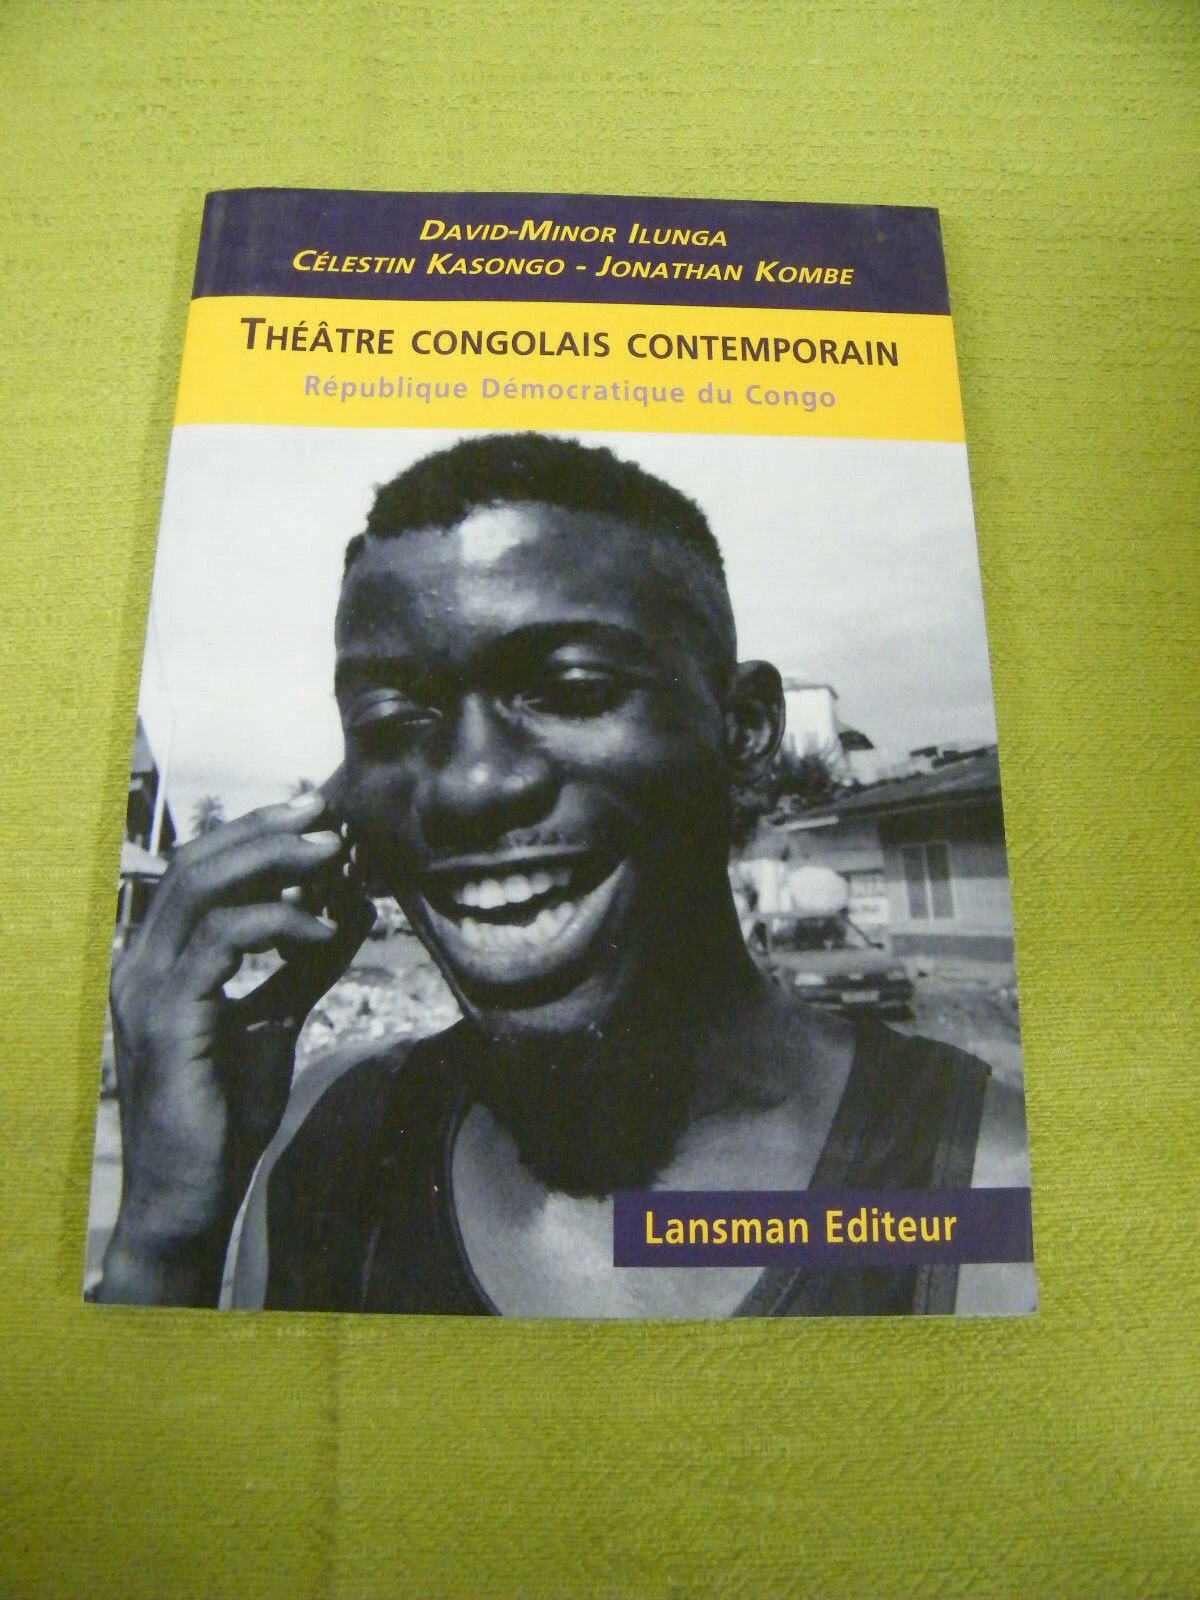 David-Minor Ilunga
Célestin Kasongo - Jonathan Kombe
Théâtre congolais contemporain
République Démocratique du Congo
Lansman Editeur